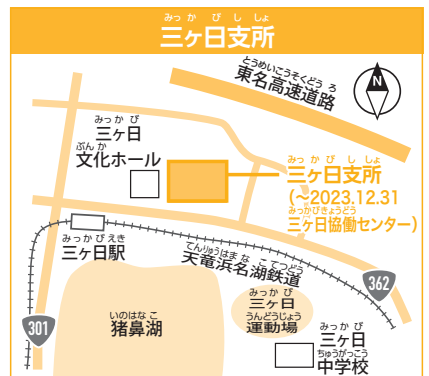 みっかびししょ
三ヶ日支所
とうめいこうそくどうろ
東名高速道路
N
みっかび
三ヶ日
ぶんか
文化ホール
みっかびししょ
三ヶ日支所
(～2023.12.31
みっかびきょうどう
三ヶ日協働センター)
みっかびえき
三ヶ日駅
てんりゅうはまなこてつどう
天竜浜名湖鉄道
362
301
いのはなこ
猪鼻湖
みっかび
三ヶ日
うんどうじょう
運動場
みっかび
三ヶ日
ちゅうがっこう
中学校